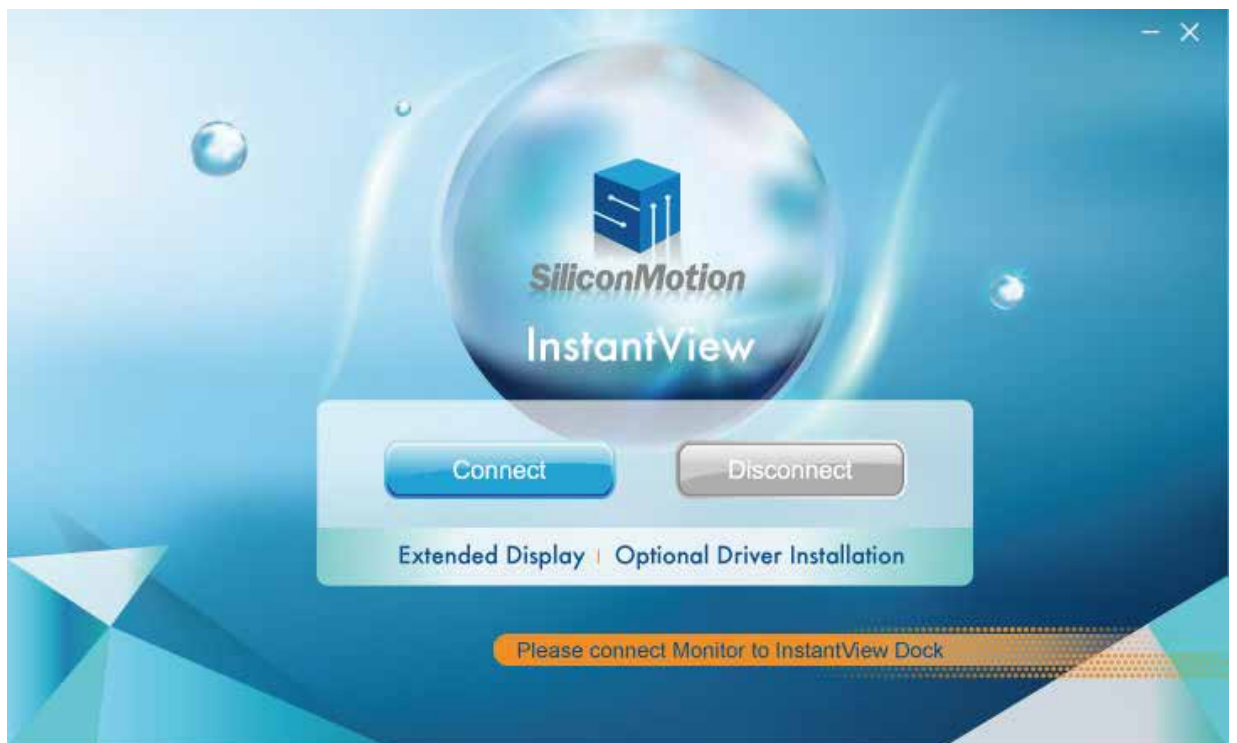 SiliconMotion
InstantView
Connect
Disconnect
Extended Display | Optional Driver Installation
Please connect Monitor to InstantView Dock